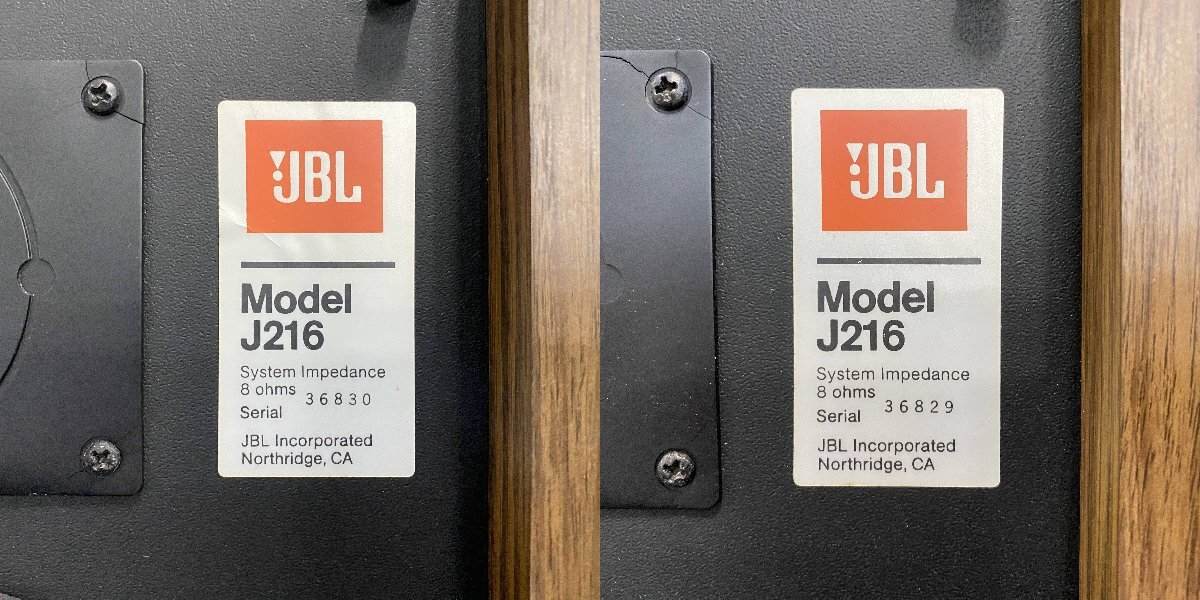 JBL
Model
J216
System Impedance
8 ohms
36830
Serial
JBL Incorporated
Northridge, CA
JBL
Model
J216
System Impedance
8 ohms
36829
Serial
JBL Incorporated
Northridge, CA